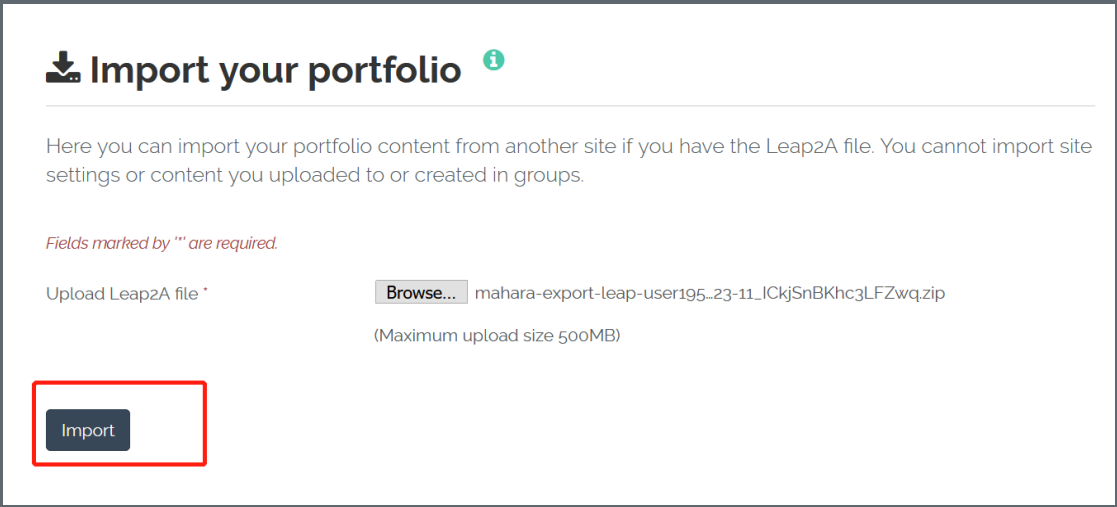 Import your portfolio
Here you can import your portfolio content from another site if you have the Leap2A file. You cannot import site
settings or content you uploaded to or created in groups.
Fields marked by '*' are required.
Upload Leap2A file * Browse... mahara-export-leap-user195...23-11_ICkjSnBKhc3LFZwq.zip
(Maximum upload size 500MB)
Import